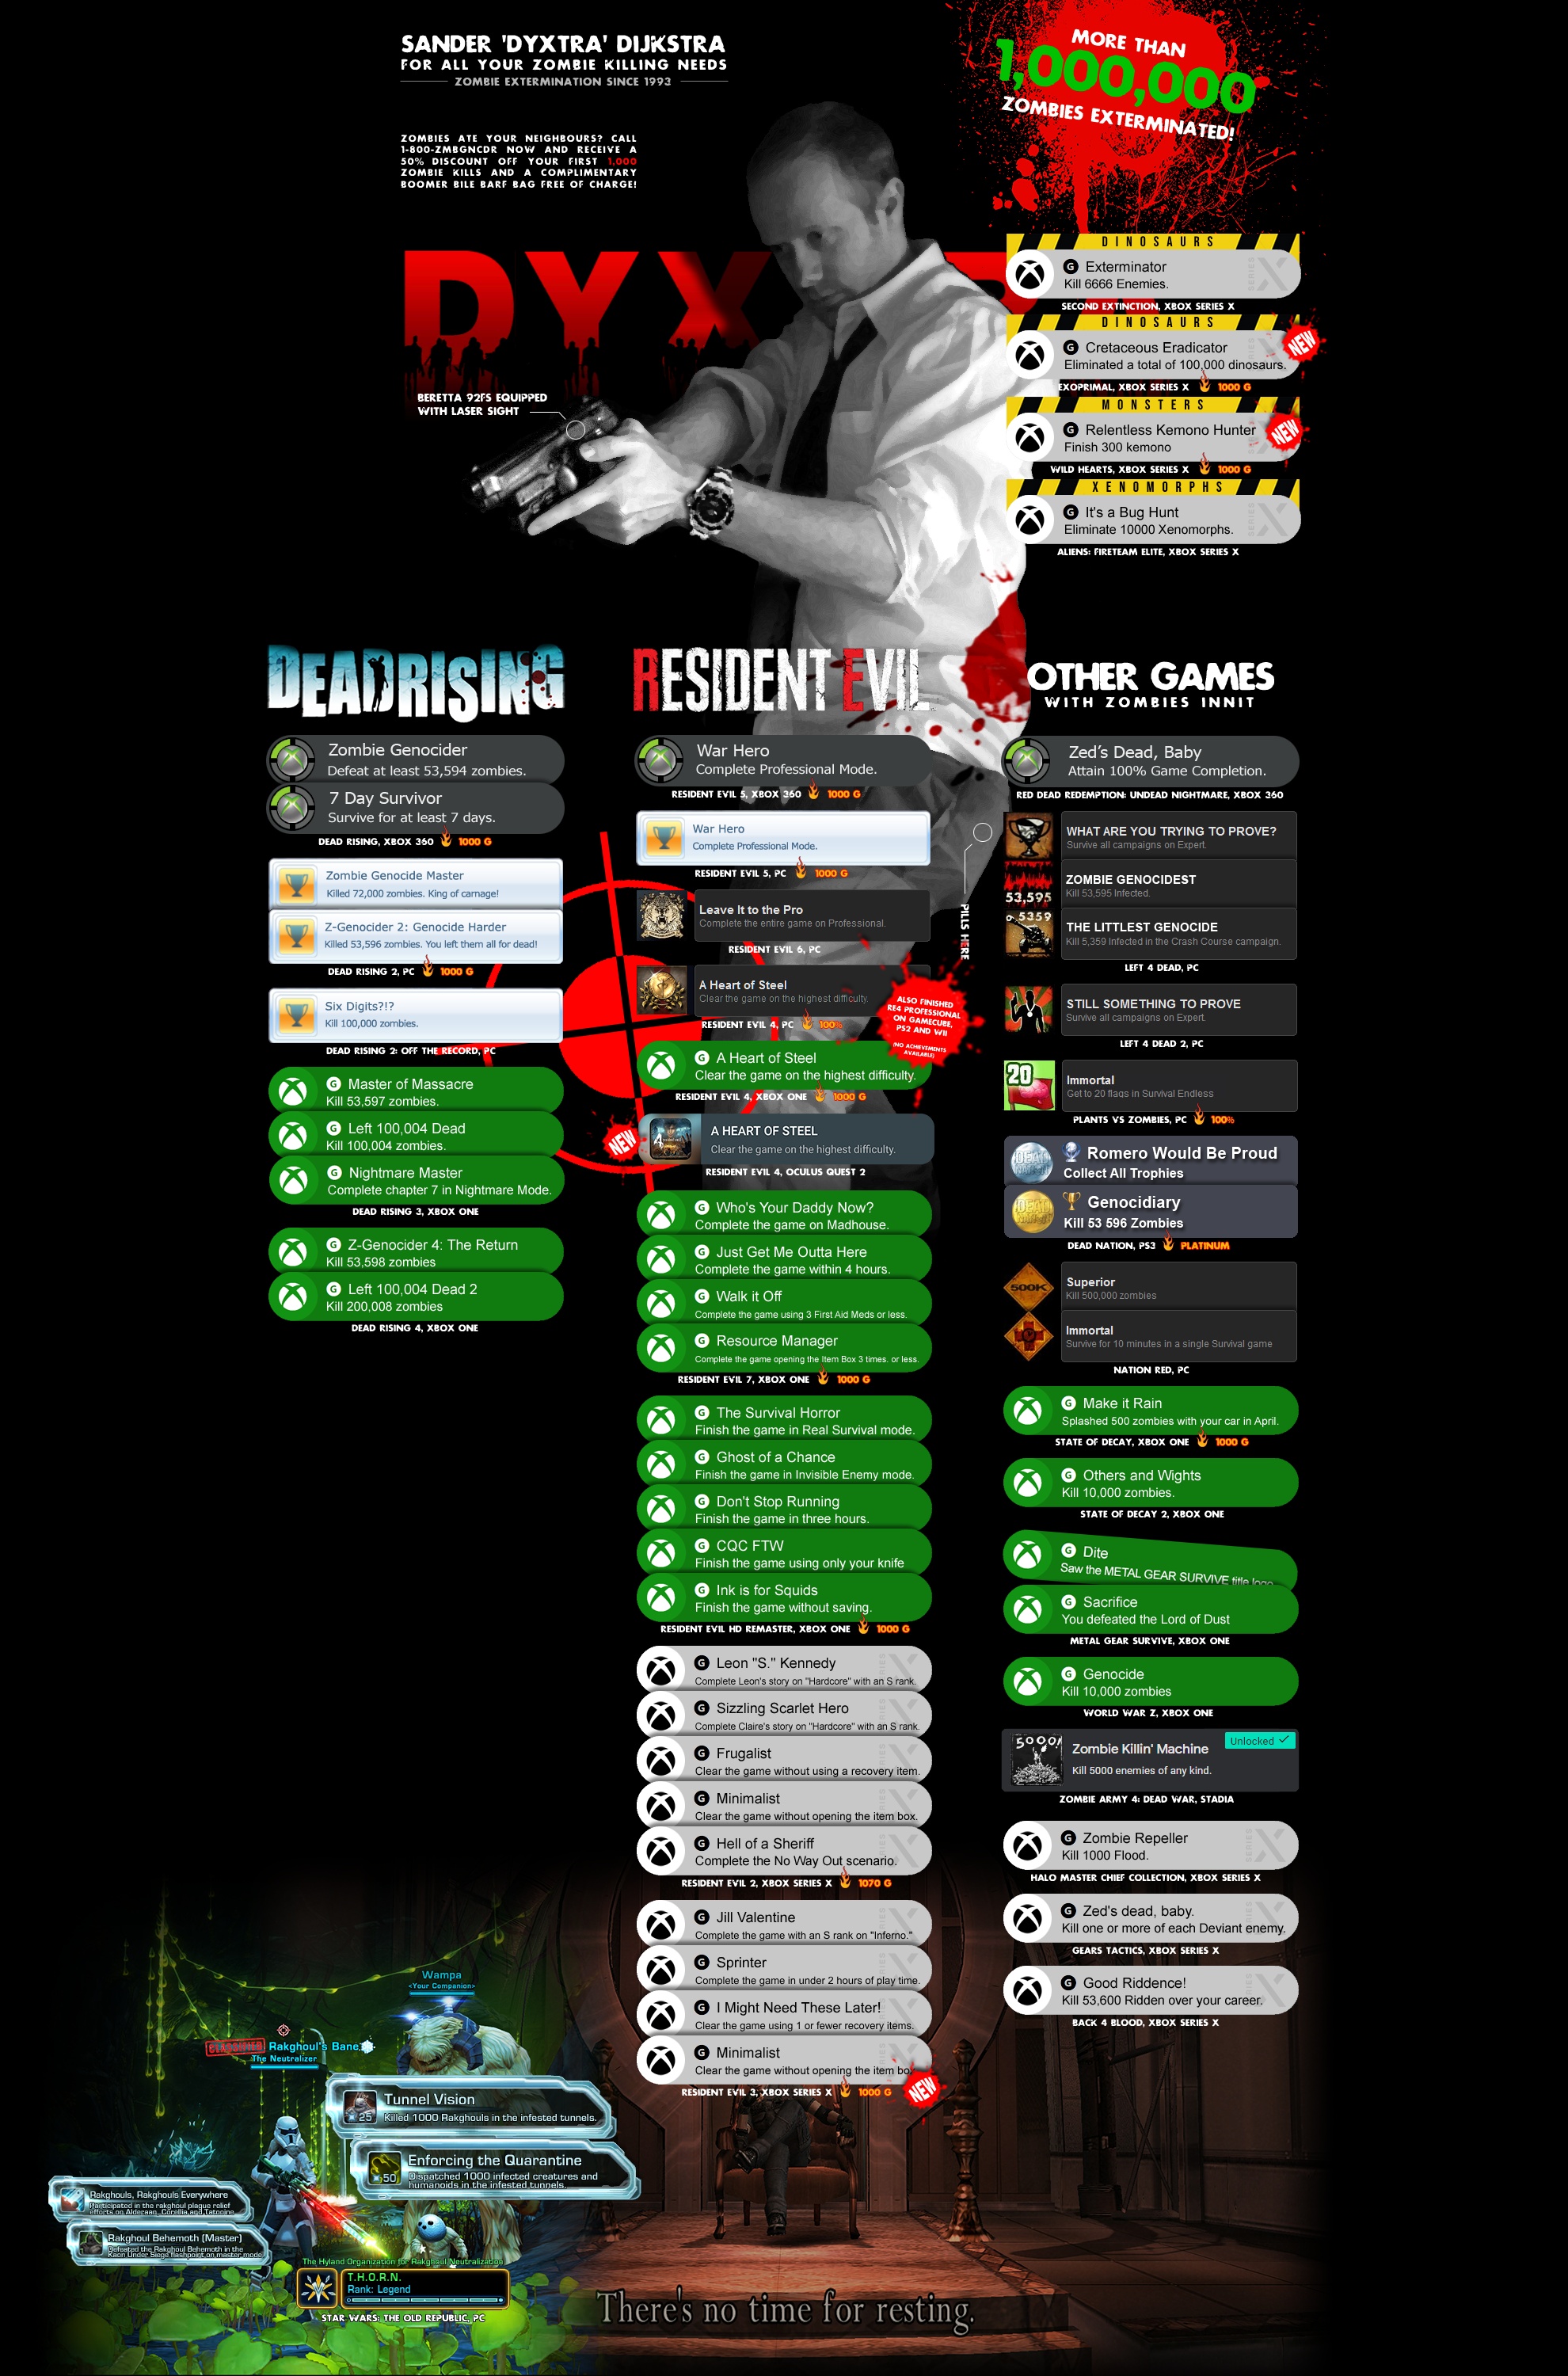 SANDER 'DYXTRA' DIJKSTRA
FOR ALL YOUR ZOMBIE KILLING NEEDS
ZOMBIE EXTERMINATION SINCE 1993
ZOMBIES ATE YOUR NEIGHBOURS? CALL
1-800-ZMBGNCDR NOW AND RECEIVE A
50% DISCOUNT OFF YOUR FIRST 1,000
ZOMBIE KILLS AND A COMPLIMENTARY
BOOMER BILE BARF BAG FREE OF CHARGE!
MORE THAN
1,000,000
ZOMBIES EXTERMINATED!
DYX
BERETTA 92FS EQUIPPED
WITH LASER SIGHT
DINOSAURS
Exterminator
Kill 6666 Enemies.
SECOND EXTINCTION, XBOX SERIES X
DINOSAURS
Cretaceous Eradicator
Eliminated a total of 100,000 dinosaurs.
NEW
EXOPRIMAL, XBOX SERIES X 1000 G
MONSTERS
Relentless Kemono Hunter
Finish 300 kemono
NEW
WILD HEARTS, XBOX SERIES X 1000 G
XENOMORPHS
It's a Bug Hunt
Eliminate 10000 Xenomorphs.
ALIENS: FIRETEAM ELITE, XBOX SERIES X
DEADRISING
Zombie Genocider
Defeat at least 53,594 zombies.
7 Day Survivor
Survive for at least 7 days.
DEAD RISING, XBOX 360 1000 G
Zombie Genocide Master
Killed 72,000 zombies. King of carnage!
Z-Genocider 2: Genocide Harder
Killed 53,596 zombies. You left them all for dead!
DEAD RISING 2, PC 1000 G
Six Digits?!?
Kill 100,000 zombies.
DEAD RISING 2: OFF THE RECORD, PC
Master of Massacre
Kill 53,597 zombies.
Left 100,004 Dead
Kill 100,004 zombies.
Nightmare Master
Complete chapter 7 in Nightmare Mode.
DEAD RISING 3, XBOX ONE
Z-Genocider 4: The Return
Kill 53,598 zombies
Left 100,004 Dead 2
Kill 200,008 zombies
DEAD RISING 4, XBOX ONE
RESIDENT EVIL
War Hero
Complete Professional Mode.
RESIDENT EVIL 5, XBOX 360 1000 G
War Hero
Complete Professional Mode.
RESIDENT EVIL 5, PC 1000 G
Leave It to the Pro
Complete the entire game on Professional.
RESIDENT EVIL 6, PC
A Heart of Steel
Clear the game on the highest difficulty.
RESIDENT EVIL 4, PC 100%
ALSO FINISHED
RE4 PROFESSIONAL
ON GAMECUBE,
PS2 AND WII
(NO ACHIEVEMENTS
AVAILABLE)
A Heart of Steel
Clear the game on the highest difficulty.
RESIDENT EVIL 4, XBOX ONE 1000 G
NEW
A HEART OF STEEL
Clear the game on the highest difficulty.
RESIDENT EVIL 4, OCULUS QUEST 2
Who's Your Daddy Now?
Complete the game on Madhouse.
Just Get Me Outta Here
Complete the game within 4 hours.
Walk it Off
Complete the game using 3 First Aid Meds or less.
Resource Manager
Complete the game opening the Item Box 3 times. or less.
RESIDENT EVIL 7, XBOX ONE 1000 G
The Survival Horror
Finish the game in Real Survival mode.
Ghost of a Chance
Finish the game in Invisible Enemy mode.
Don't Stop Running
Finish the game in three hours.
CQC FTW
Finish the game using only your knife
Ink is for Squids
Finish the game without saving.
RESIDENT EVIL HD REMASTER, XBOX ONE 1000 G
Leon "S." Kennedy
Complete Leon's story on "Hardcore" with an S rank.
Sizzling Scarlet Hero
Complete Claire's story on "Hardcore" with an S rank.
Frugalist
Clear the game without using a recovery item.
Minimalist
Clear the game without opening the item box.
Hell of a Sheriff
Complete the No Way Out scenario.
RESIDENT EVIL 2, XBOX SERIES X 1070 G
Jill Valentine
Complete the game with an S rank on "Inferno."
Sprinter
Complete the game in under 2 hours of play time.
I Might Need These Later!
Clear the game using 1 or fewer recovery items.
Minimalist
Clear the game without opening the item bo
RESIDENT EVIL 3, XBOX SERIES X 1000 G
NEW
PILLS HERE
OTHER GAMES
WITH ZOMBIES INNIT
Zed's Dead, Baby
Attain 100% Game Completion.
RED DEAD REDEMPTION: UNDEAD NIGHTMARE, XBOX 360
WHAT ARE YOU TRYING TO PROVE?
Survive all campaigns on Expert.
53,595
ZOMBIE GENOCIDEST
Kill 53,595 Infected.
5359
THE LITTLEST GENOCIDE
Kill 5,359 Infected in the Crash Course campaign.
LEFT 4 DEAD, PC
STILL SOMETHING TO PROVE
Survive all campaigns on Expert.
LEFT 4 DEAD 2, PC
20
Immortal
Get to 20 flags in Survival Endless
PLANTS VS ZOMBIES, PC 100%
Romero Would Be Proud
Collect All Trophies
Genocidiary
Kill 53 596 Zombies
DEAD NATION, PS3 PLATINUM
500K
Superior
Kill 500,000 zombies
Immortal
Survive for 10 minutes in a single Survival game
NATION RED, PC
Make it Rain
Splashed 500 zombies with your car in April.
STATE OF DECAY, XBOX ONE 1000 G
Others and Wights
Kill 10,000 zombies.
STATE OF DECAY 2, XBOX ONE
Dite
Saw the METAL GEAR SURVIVE title logo
Sacrifice
You defeated the Lord of Dust
METAL GEAR SURVIVE, XBOX ONE
Genocide
Kill 10,000 zombies
WORLD WAR Z, XBOX ONE
5000!
Zombie Killin' Machine
Unlocked
Kill 5000 enemies of any kind.
ZOMBIE ARMY 4: DEAD WAR, STADIA
Zombie Repeller
Kill 1000 Flood.
HALO MASTER CHIEF COLLECTION, XBOX SERIES X
Zed's dead, baby.
Kill one or more of each Deviant enemy.
GEARS TACTICS, XBOX SERIES X
Good Riddence!
Kill 53,600 Ridden over your career.
BACK 4 BLOOD, XBOX SERIES X
Wampa
<Your Companion>
Rakghoul's Bane
The Neutralizer
25
Tunnel Vision
Killed 1000 Rakghouls in the infested tunnels.
50
Enforcing the Quarantine
Dispatched 1000 infected creatures and
humanoids in the infested tunnels.
Rakghouls, Rakghouls Everywhere
Participated in the rakghoul plague relief
efforts on Alderaan, Corellia and Tatooine.
Rakghoul Behemoth (Master)
Defeated the Rakghoul Behemoth in the
Kaon Under Siege flashpoint on master mode.
The Hyland Organization for Rakghoul Neutralization
T.H.O.R.N.
Rank: Legend
STAR WARS: THE OLD REPUBLIC, PC
There's no time for resting.